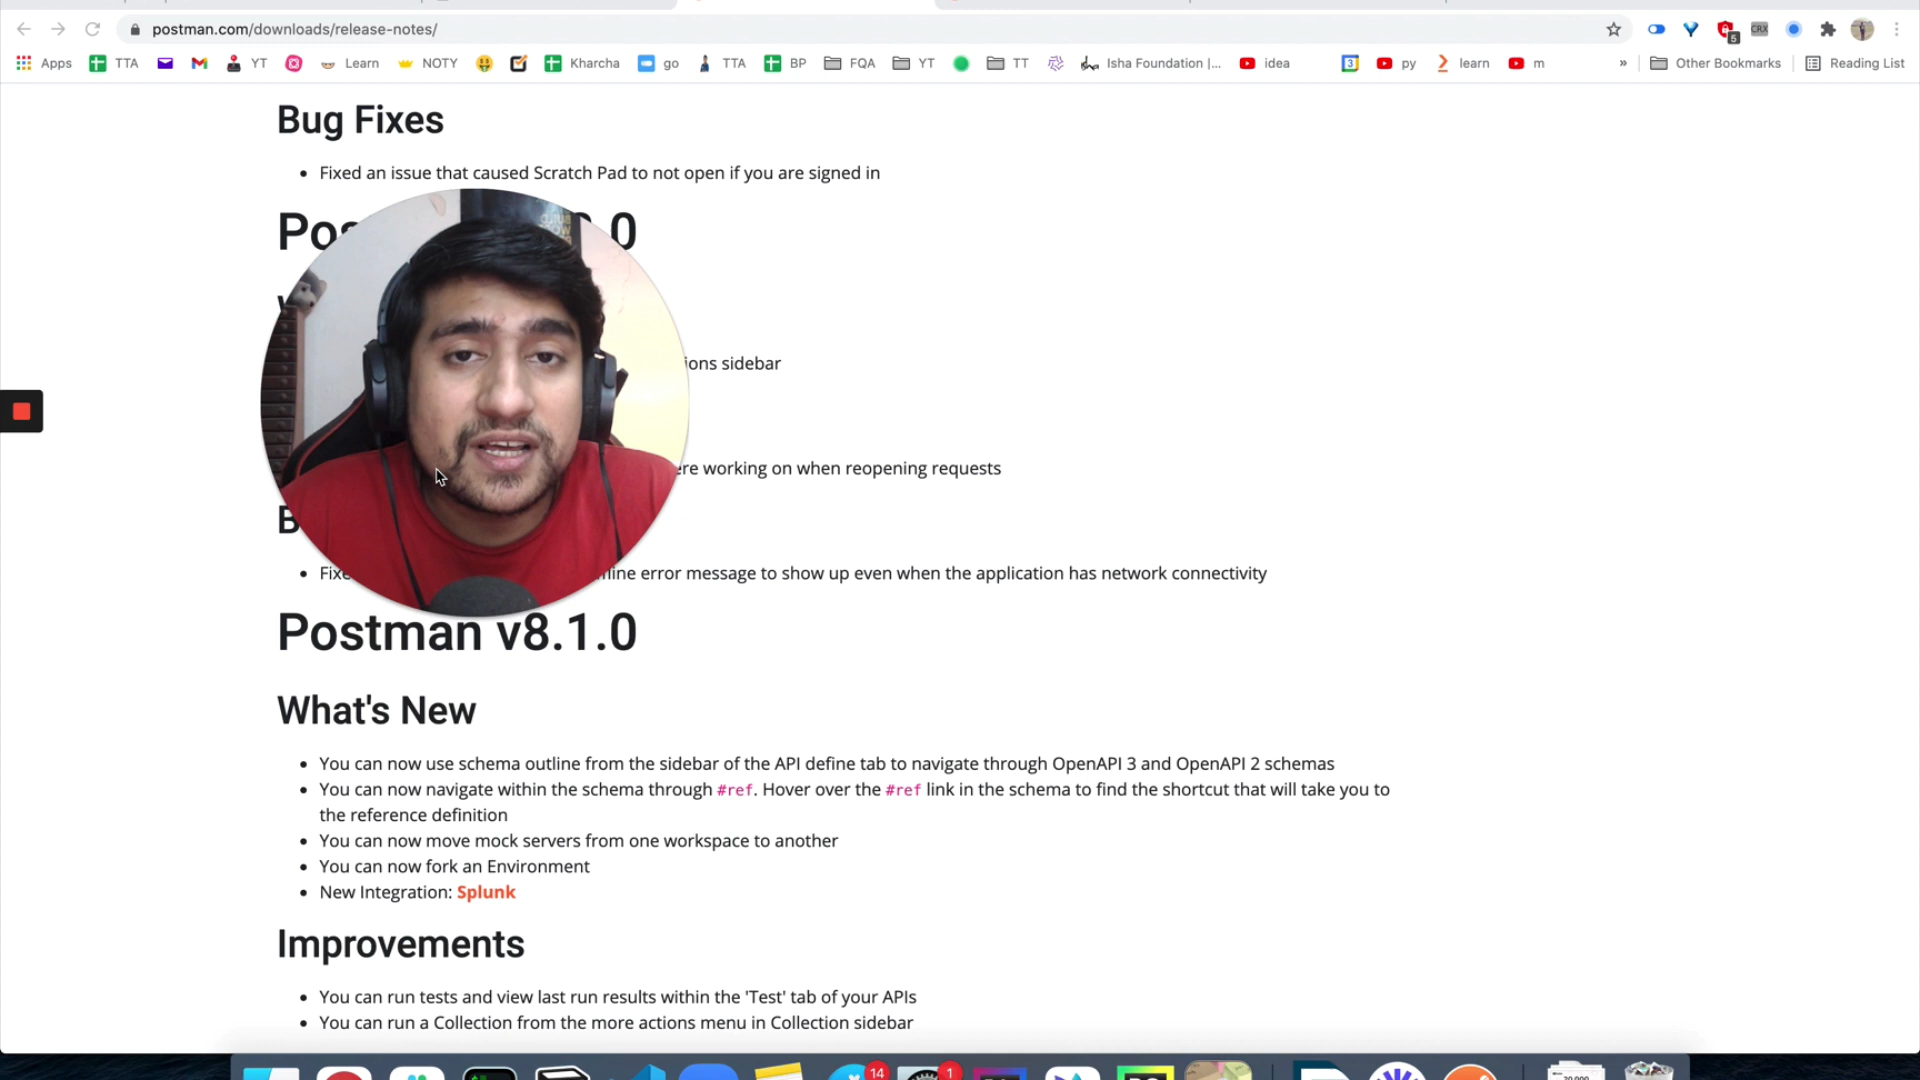 postman.com/downloads/release-notes/
5
CRX
Apps TTA YT Learn NOTY Kharcha go TTA BP FQA YT TT Isha Foundation |... idea 3 py learn m » Other Bookmarks Reading List
Bug Fixes
• Fixed an issue that caused Scratch Pad to not open if you are signed in
.0
ions sidebar
working on when reopening requests
error message to show up even when the application has network connectivity
Postman v8.1.0
What's New
• You can now use schema outline from the sidebar of the API define tab to navigate through OpenAPI 3 and OpenAPI 2 schemas
• You can now navigate within the schema through #ref. Hover over the #ref link in the schema to find the shortcut that will take you to
the reference definition
• You can now move mock servers from one workspace to another
• You can now fork an Environment
• New Integration: Splunk
Improvements
• You can run tests and view last run results within the 'Test' tab of your APIs
• You can run a Collection from the more actions menu in Collection sidebar
14
1